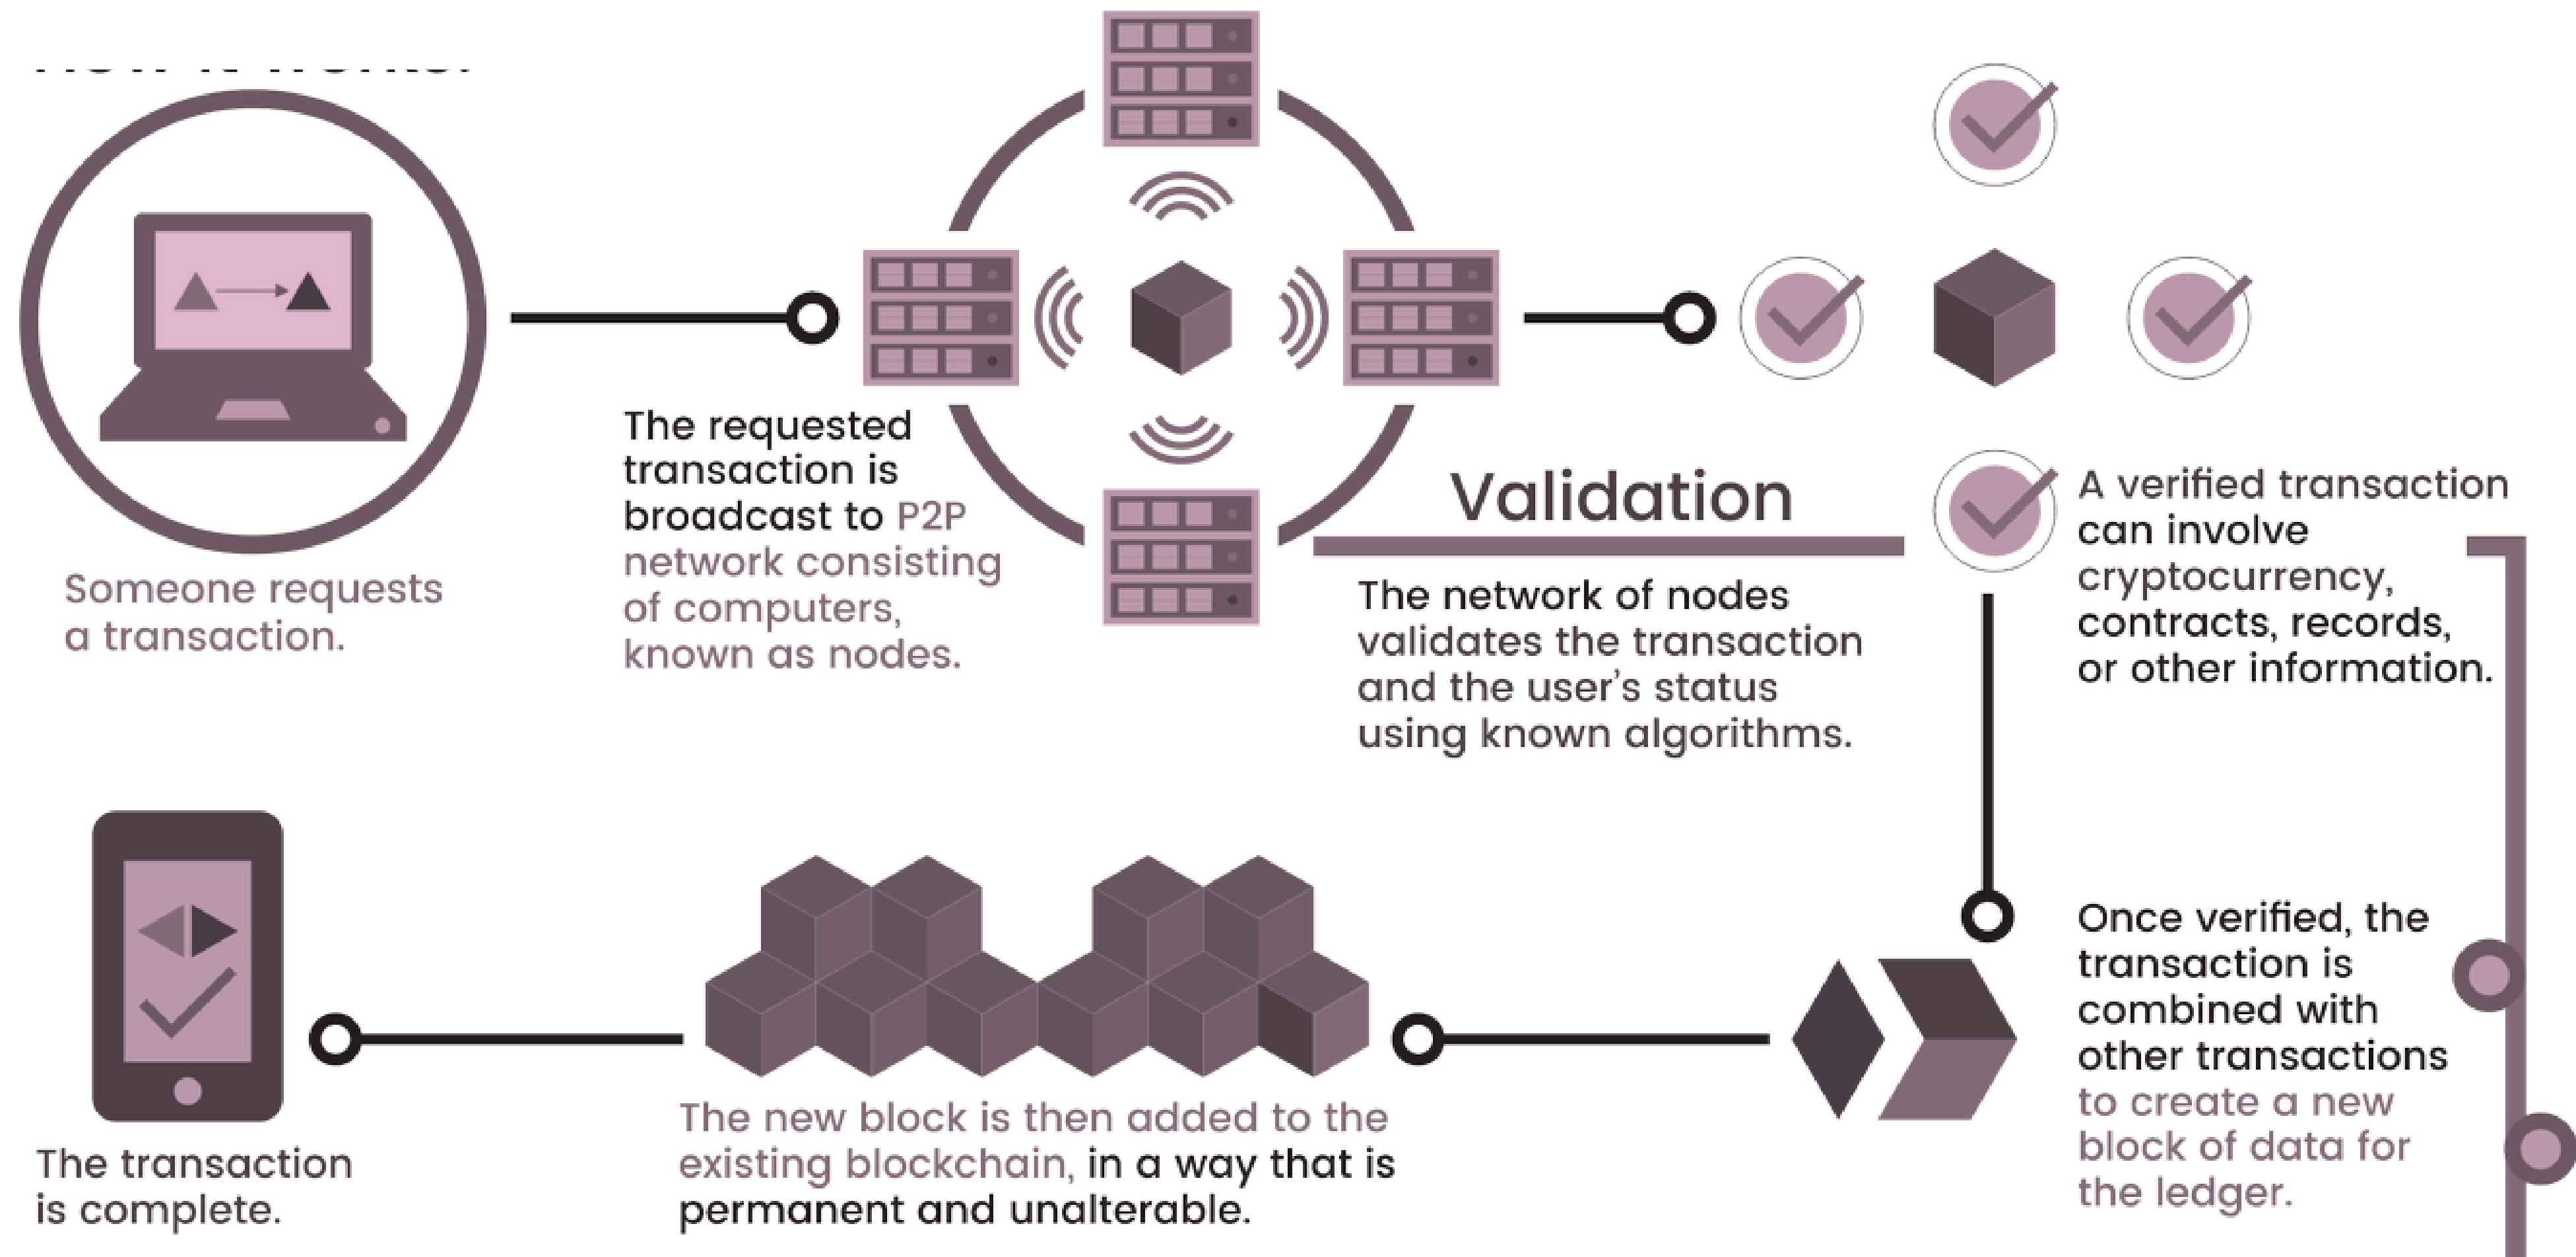 Someone requests
a transaction.
The requested
transaction is
broadcast to P2P
network consisting
of computers,
known as nodes.
Validation
The network of nodes
validates the transaction
and the user’s status
using known algorithms.
A verified transaction
can involve
cryptocurrency,
contracts, records,
or other information.
Once verified, the
transaction is
combined with
other transactions
to create a new
block of data for
the ledger.
The new block is then added to the
existing blockchain, in a way that is
permanent and unalterable.
The transaction
is complete.